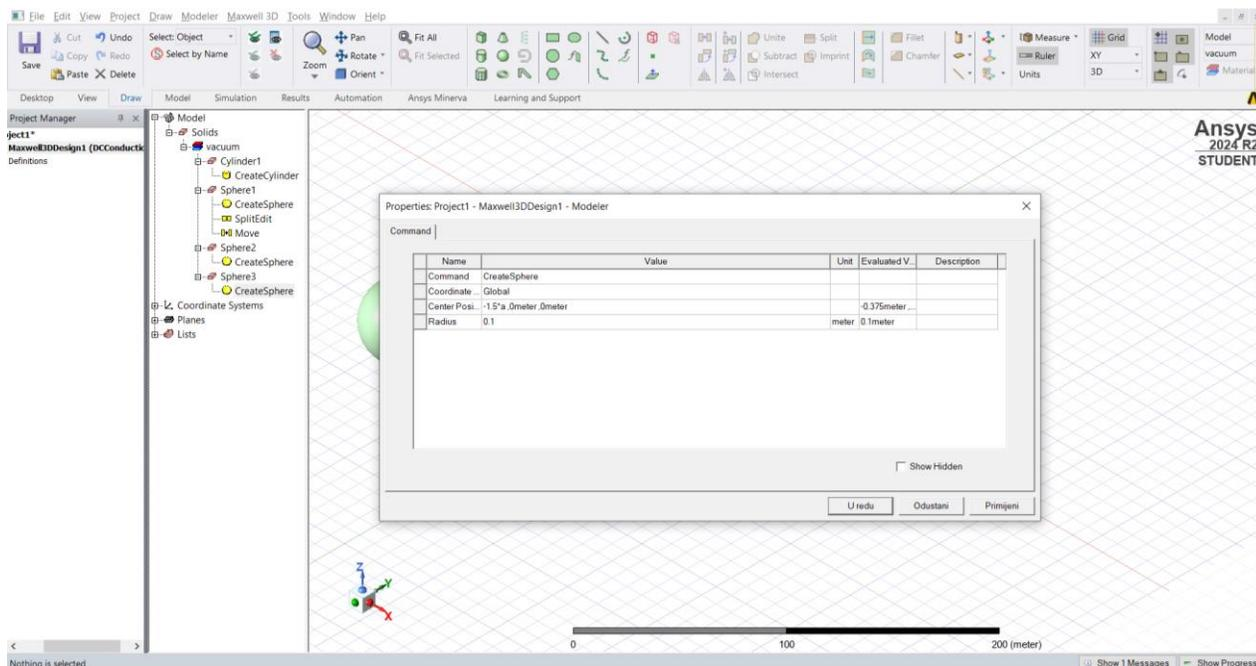 File Edit View Project Draw Modeler Maxwell 3D Tools Window Help
Save
Cut
Copy
Paste
Undo
Redo
Delete
Select: Object
Select by Name
Zoom
Pan
Rotate
Orient
Fit All
Fit Selected
Unite
Subtract
Intersect
Split
Imprint
Fillet
Chamfer
Measure
Ruler
Units
Grid
XY
3D
Model
vacuum
Material
Desktop View Draw Model Simulation Results Automation Ansys Minerva Learning and Support
Project Manager
ject1*
Maxwell3DDesign1 (DCConductic
Definitions
Model
Solids
vacuum
Cylinder1
CreateCylinder
Sphere1
CreateSphere
SplitEdit
Move
Sphere2
CreateSphere
Sphere3
CreateSphere
Coordinate Systems
Planes
Lists
Ansys
2024 R2
STUDENT
Properties: Project1 - Maxwell3DDesign1 - Modeler
Command
Name Value Unit Evaluated V... Description
Command CreateSphere
Coordinate ... Global
Center Posi... -1.5*a ,0meter ,0meter -0.375meter ,...
Radius 0.1 meter 0.1meter
Show Hidden
U redu Odustani Primijeni
Z
Y
X
0 100 200 (meter)
Nothing is selected
Show 1 Messages Show Progress